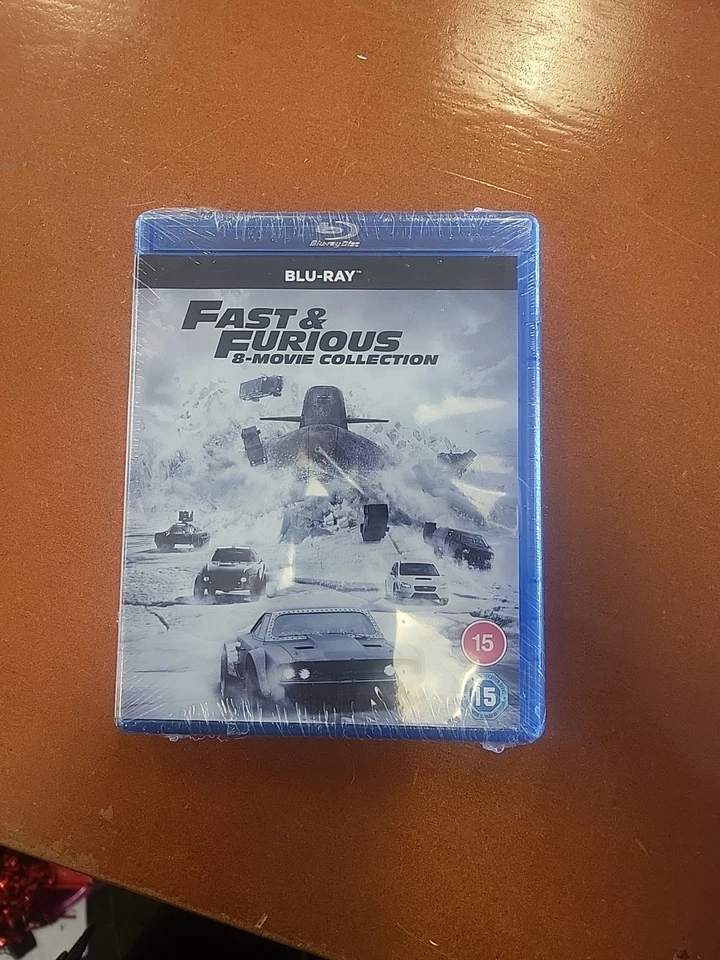 Blu-ray Disc
BLU-RAY™
FAST &
FURIOUS
8-MOVIE COLLECTION
15
15